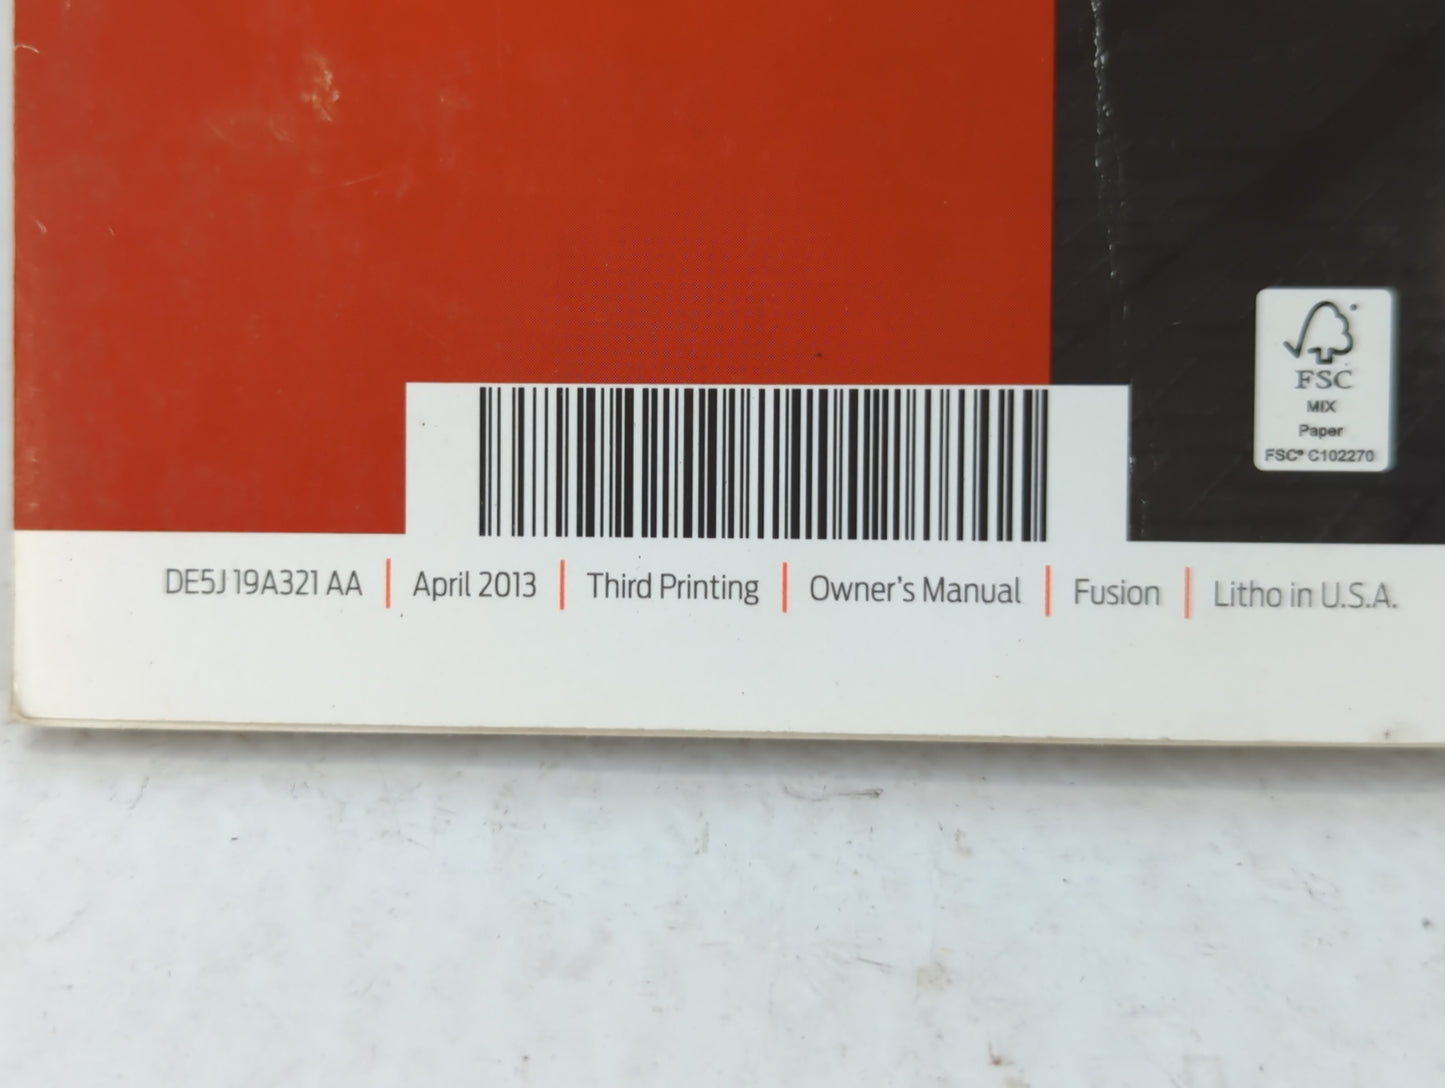 FSC
MIX
Paper
FSC® C102270
DE5J 19A321 AA | April 2013 | Third Printing | Owner's Manual | Fusion | Litho in U.S.A.